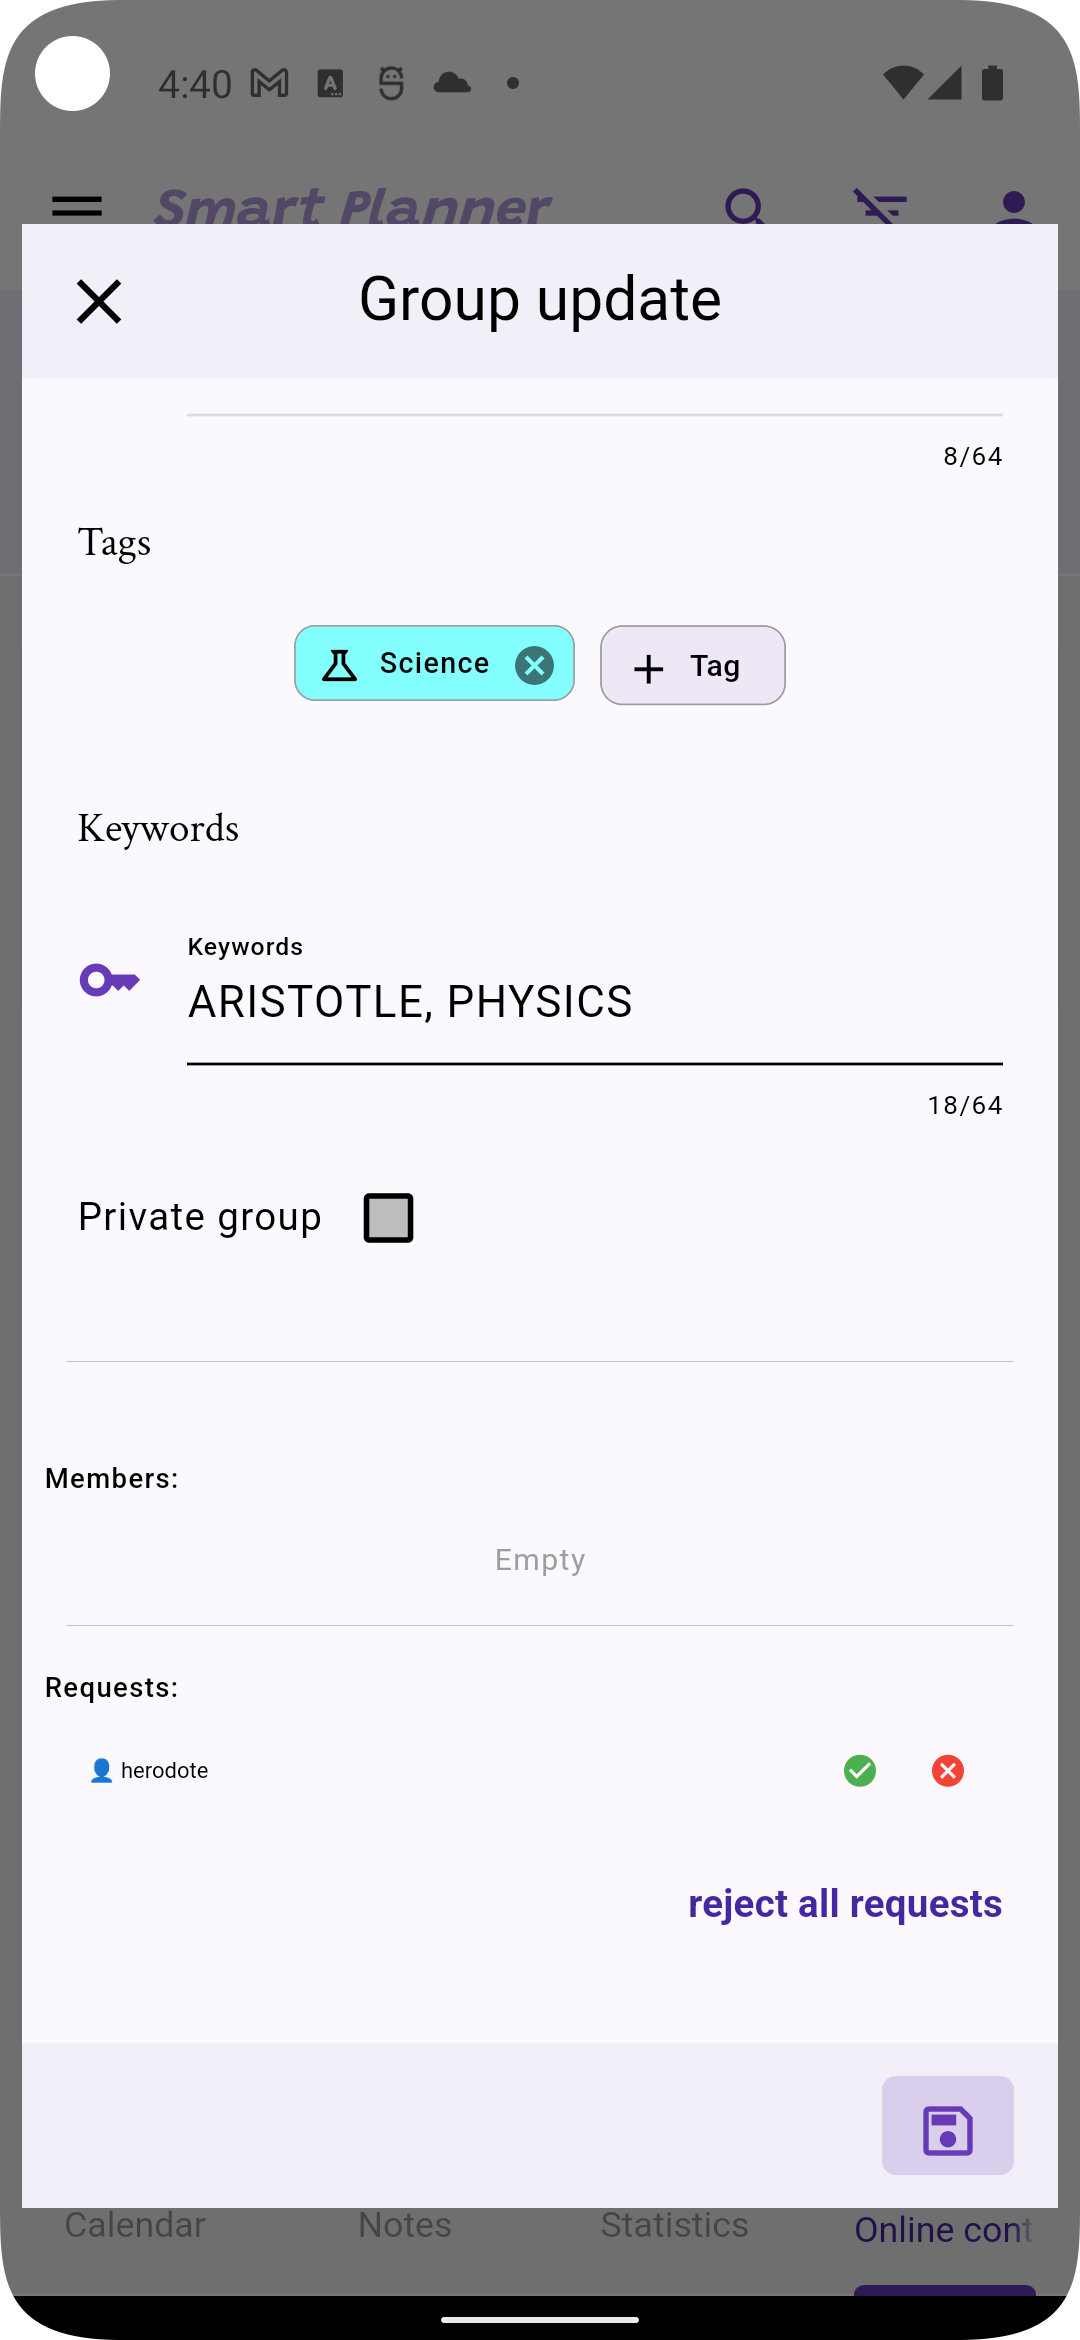 4:40
Smart Planner
Group update
8/64
Tags
Science
Tag
Keywords
Keywords
ARISTOTLE, PHYSICS
18/64
Private group
Members:
Empty
Requests:
herodote
reject all requests
Calendar
Notes
Statistics
Online cont